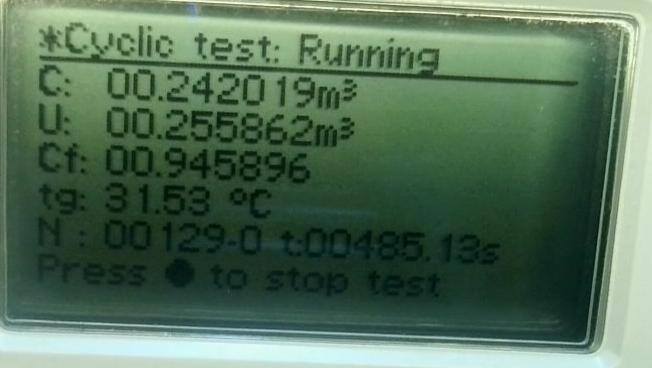 *Cyclic test: Running
C: 00.242019m³
U: 00.255862m³
Cf: 00.945896
tg: 31.53 °C
N : 00129-0 t:00485.13s
Press ● to stop test